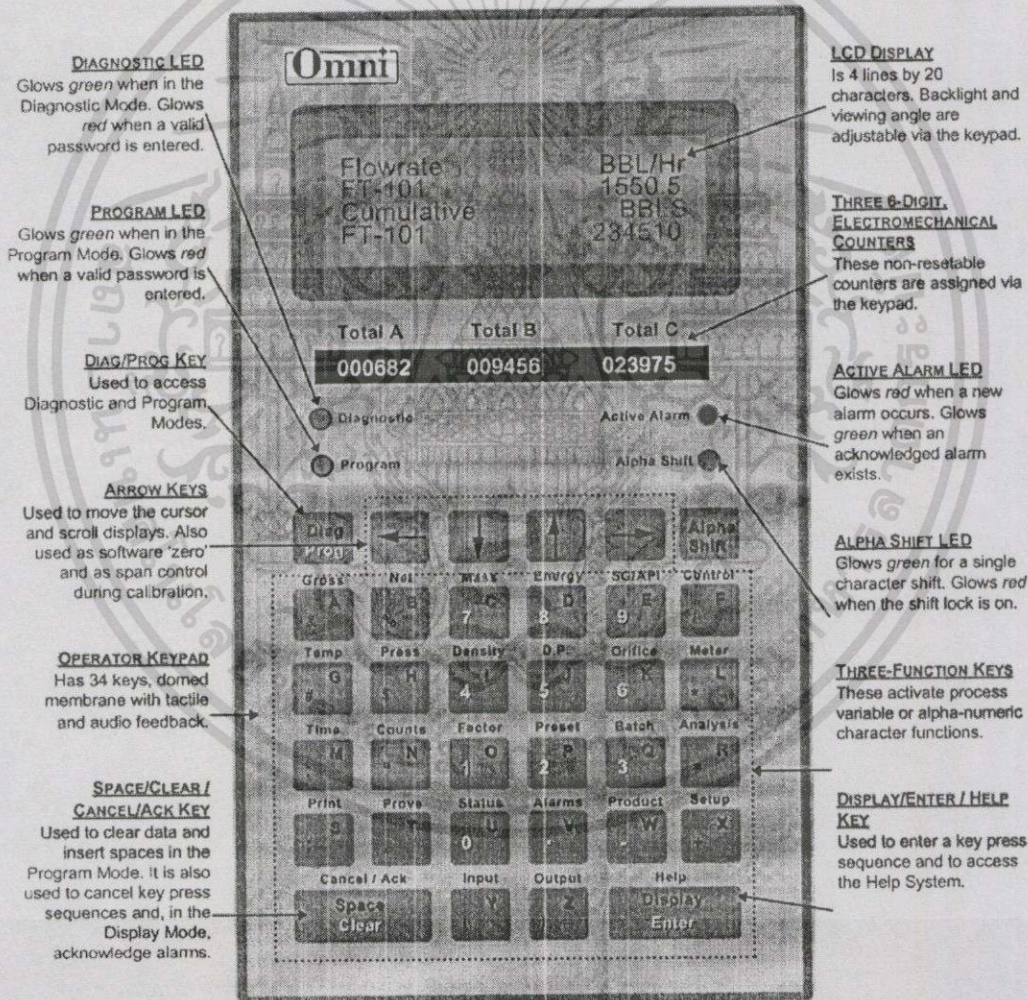 DIAGNOSTIC LED
Glows green when in the
Diagnostic Mode. Glows
red when a valid
password is entered.
PROGRAM LED
Glows green when in the
Program Mode. Glows red
when a valid password is
entered.
DIAG/PROG KEY
Used to access
Diagnostic and Program
Modes.
ARROW KEYS
Used to move the cursor
and scroll displays. Also
used as software 'zero'
and as span control
during calibration.
OPERATOR KEYPAD
Has 34 keys, domed
membrane with tactile
and audio feedback.
SPACE/CLEAR /
CANCEL/ACK KEY
Used to clear data and
insert spaces in the
Program Mode. It is also
used to cancel key press
sequences and, in the
Display Mode,
acknowledge alarms.
Omni
Flowrate BBL/Hr
FT-101 1550.5
Cumulative BBLS
FT-101 234510
Total A Total B Total C
000682 009456 023975
Diagnostic Active Alarm
Program Alpha Shift
Diag Alpha
Prog Shift
Gross Net Mass Energy SG/API Control
A B 7 C 8 D 9 E F
Temp Press Density D.P. Orifice Meter
# G $ H 4 I 5 J 6 K * L
Time Counts Factor Preset Batch Analysis
M N 1 O 2 P 3 Q R
Print Prove Status Alarms Product Setup
S T 0 U . V - W X
Cancel / Ack Input Output Help
Space Y Z Display
Clear Enter
LCD DISPLAY
Is 4 lines by 20
characters. Backlight and
viewing angle are
adjustable via the keypad.
THREE 6-DIGIT,
ELECTROMECHANICAL
COUNTERS
These non-resetable
counters are assigned via
the keypad.
ACTIVE ALARM LED
Glows red when a new
alarm occurs. Glows
green when an
acknowledged alarm
exists.
ALPHA SHIFT LED
Glows green for a single
character shift. Glows red
when the shift lock is on.
THREE-FUNCTION KEYS
These activate process
variable or alpha-numeric
character functions.
DISPLAY/ENTER / HELP
KEY
Used to enter a key press
sequence and to access
the Help System.